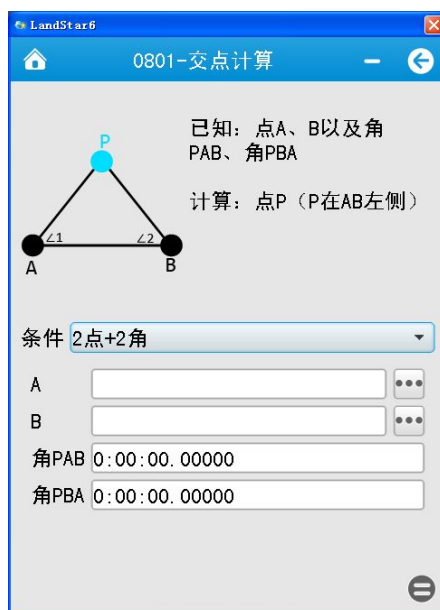 LandStar6
0801-交点计算
已知：点A、B以及角
PAB、角PBA
计算：点P（P在AB左侧）
P
∠1
∠2
A
B
条件 2点+2角
A
B
角PAB 0:00:00.00000
角PBA 0:00:00.00000